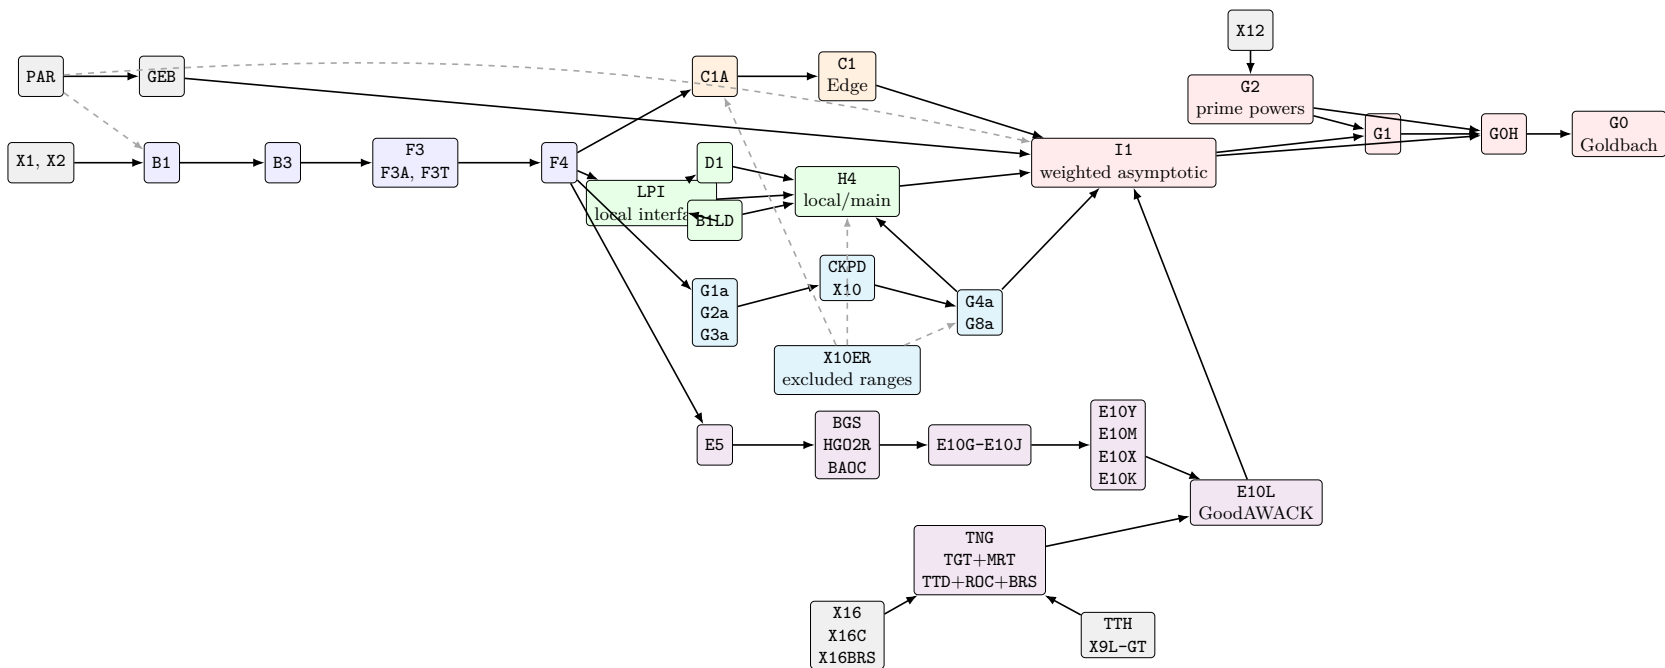 X12
PAR
GEB
C1A
C1
Edge
G2
prime powers
X1, X2
B1
B3
F3
F3A, F3T
F4
D1
LPI
local interfa
B1LD
H4
local/main
I1
weighted asymptotic
G1
G0H
G0
Goldbach
G1a
G2a
G3a
CKPD
X10
G4a
G8a
X10ER
excluded ranges
E5
BGS
HGO2R
BAOC
E10G–E10J
E10Y
E10M
E10X
E10K
E10L
GoodAWACK
TNG
TGT+MRT
TTD+ROC+BRS
X16
X16C
X16BRS
TTH
X9L-GT